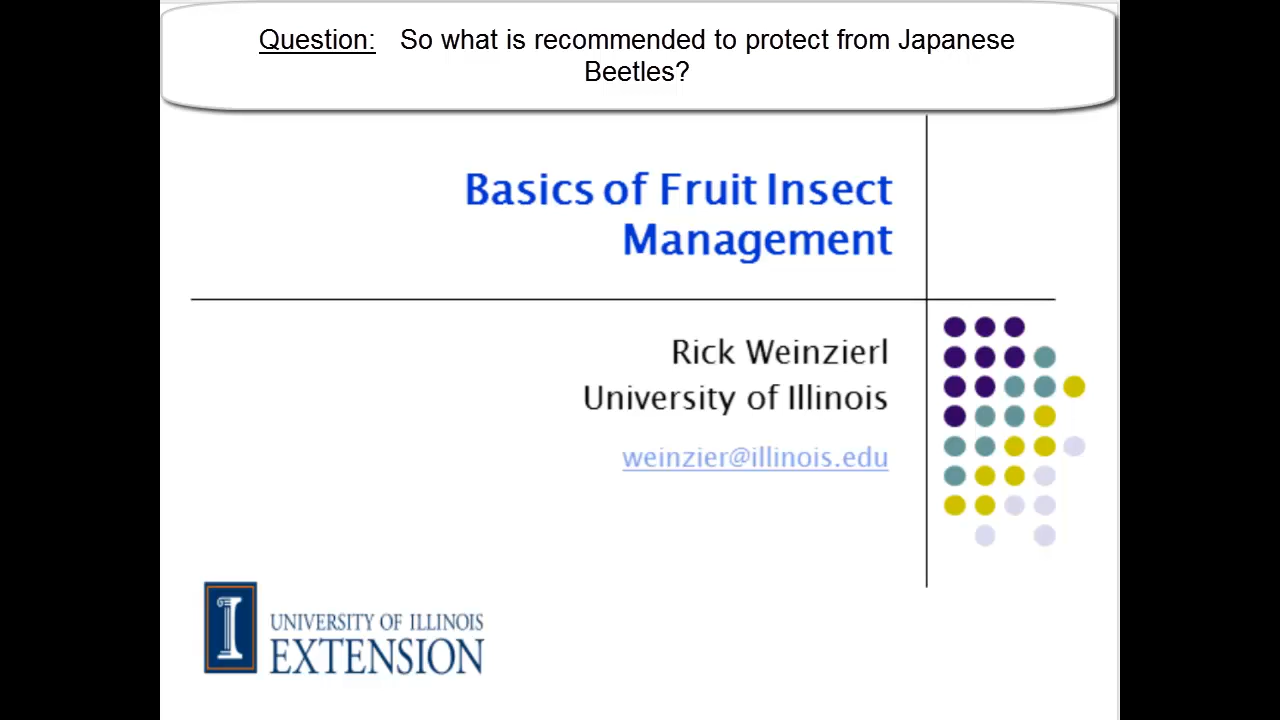 Question: So what is recommended to protect from Japanese
Beetles?
Basics of Fruit Insect
Management
Rick Weinzierl
University of Illinois
weinzier@illinois.edu
I
UNIVERSITY OF ILLINOIS
EXTENSION